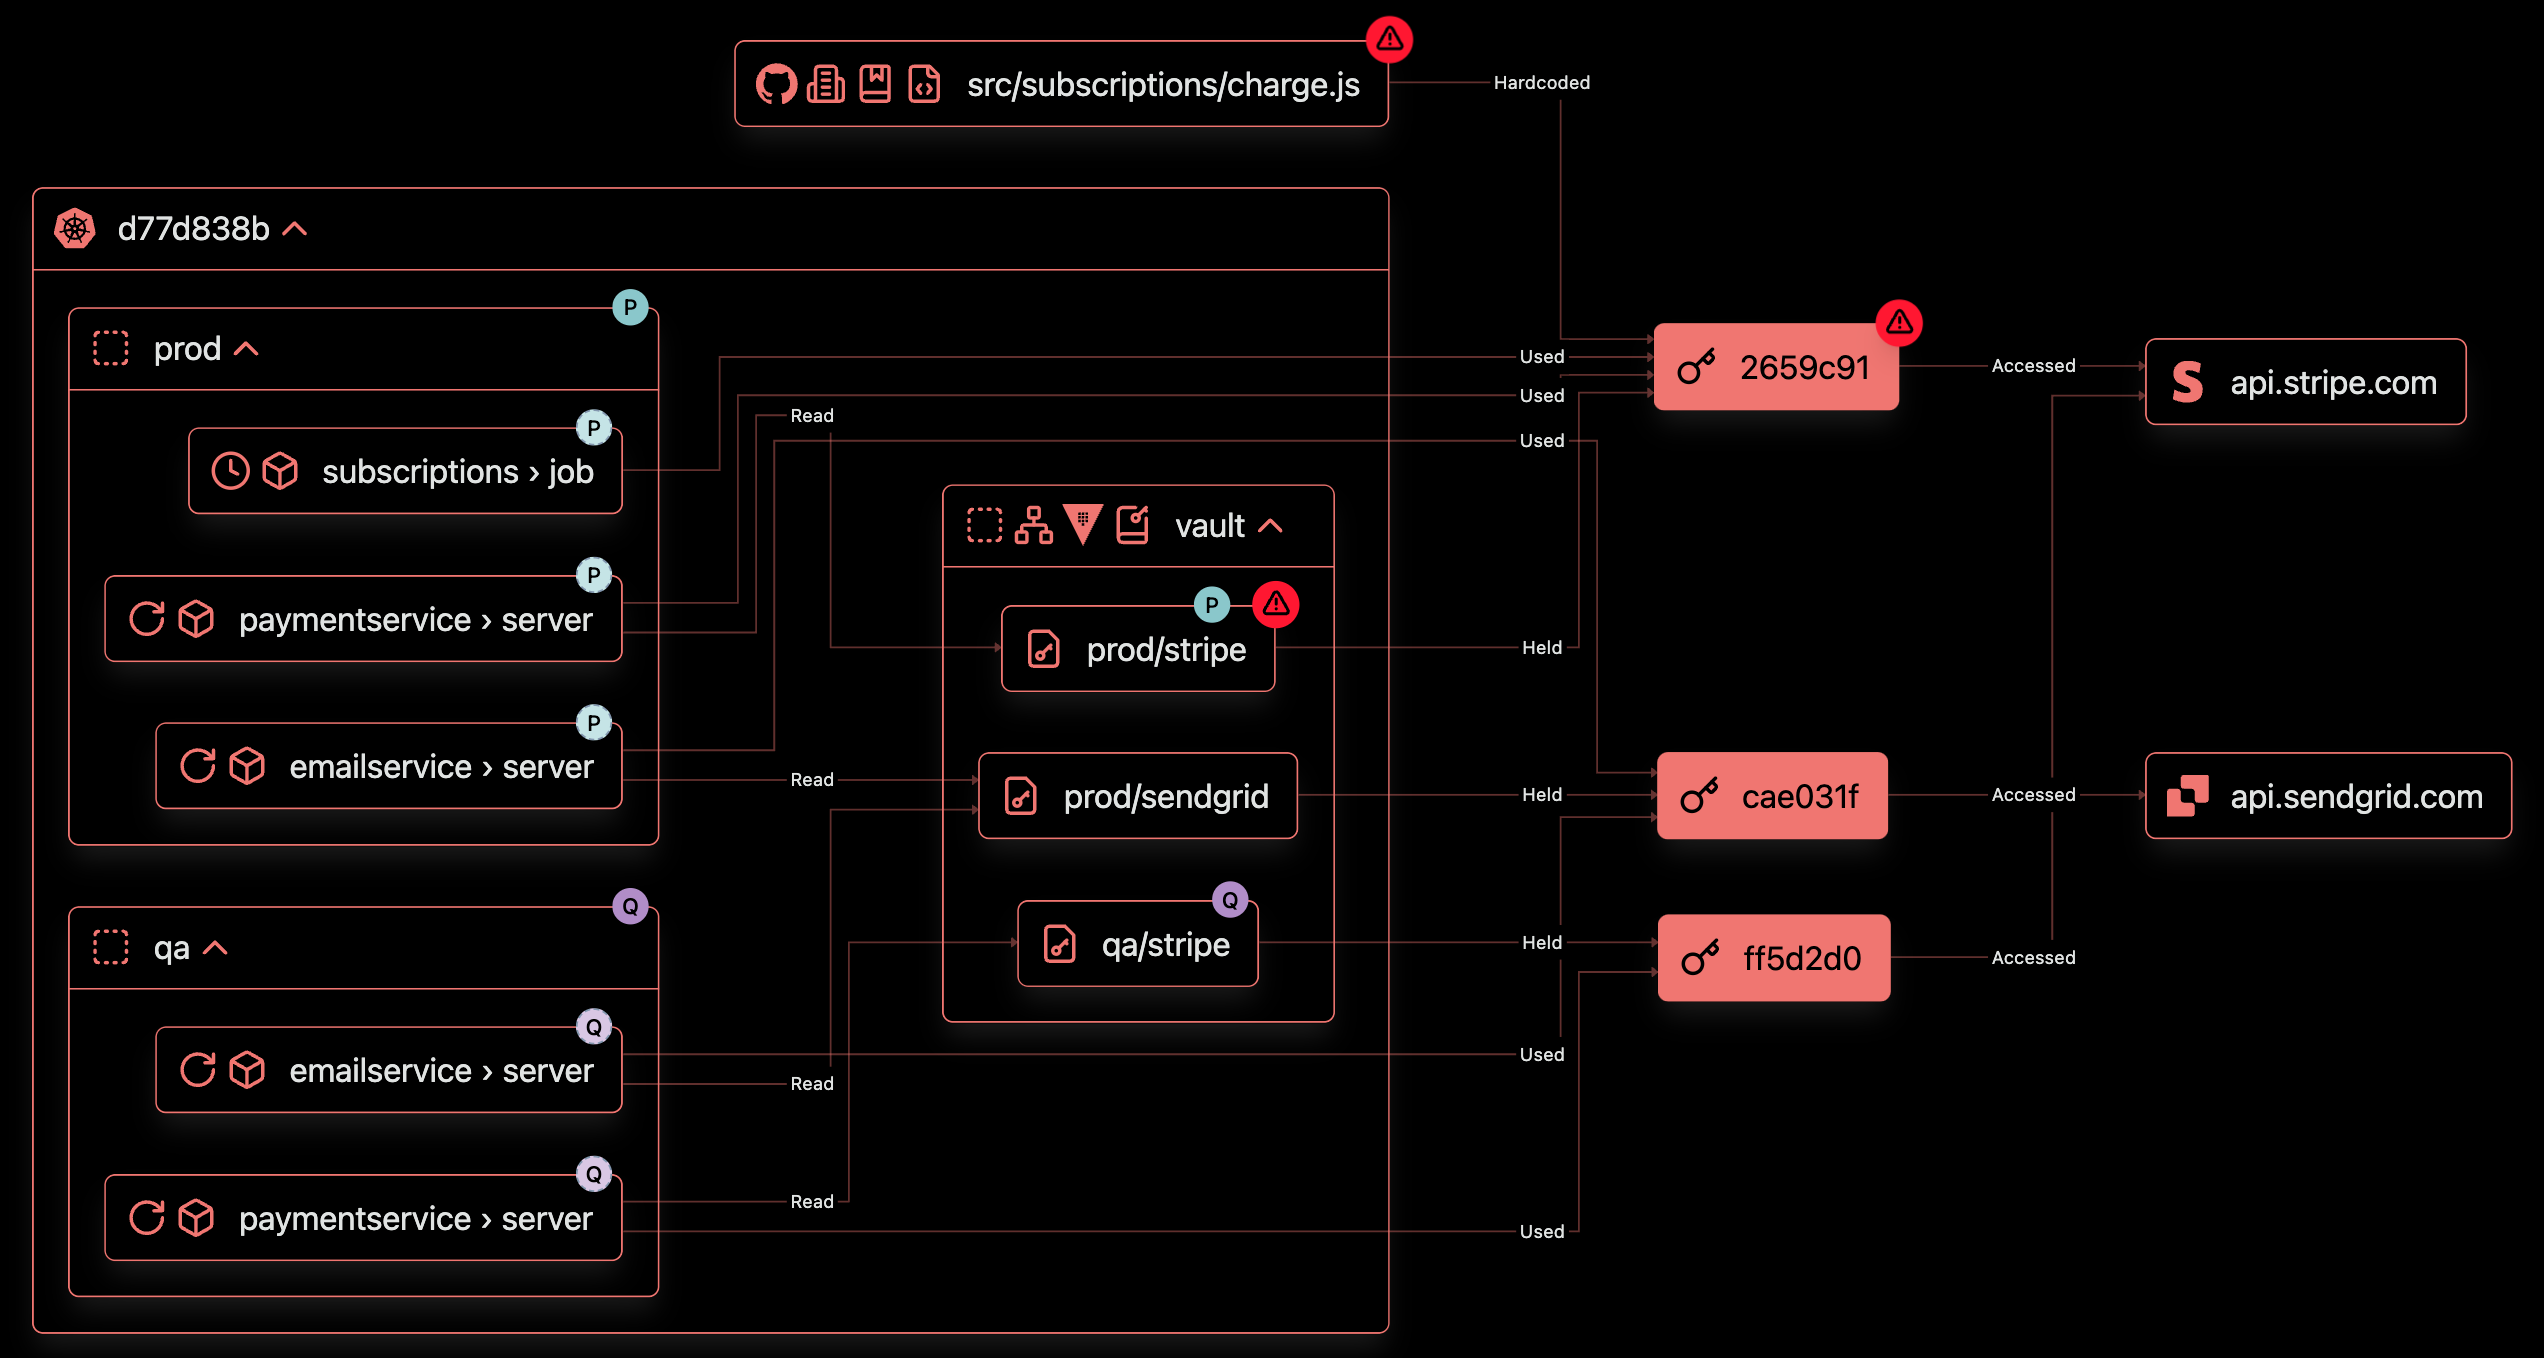 src/subscriptions/charge.js
Hardcoded
d77d838b
P
prod
P
subscriptions › job
P
paymentservice › server
P
emailservice › server
Q
qa
Q
emailservice › server
Q
paymentservice › server
Read
Read
Read
Read
vault
P
prod/stripe
prod/sendgrid
Q
qa/stripe
Used
Used
Used
Held
Held
Held
Used
Used
2659c91
cae031f
ff5d2d0
Accessed
Accessed
Accessed
S
api.stripe.com
api.sendgrid.com